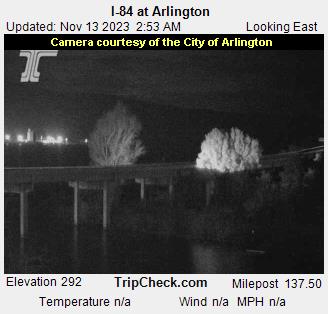 I-84 at Arlington
Updated: Nov 13 2023 2:53 AM Looking East
Camera courtesy of the City of Arlington
Elevation 292 TripCheck.com Milepost 137.50
Temperature n/a Wind n/a MPH n/a